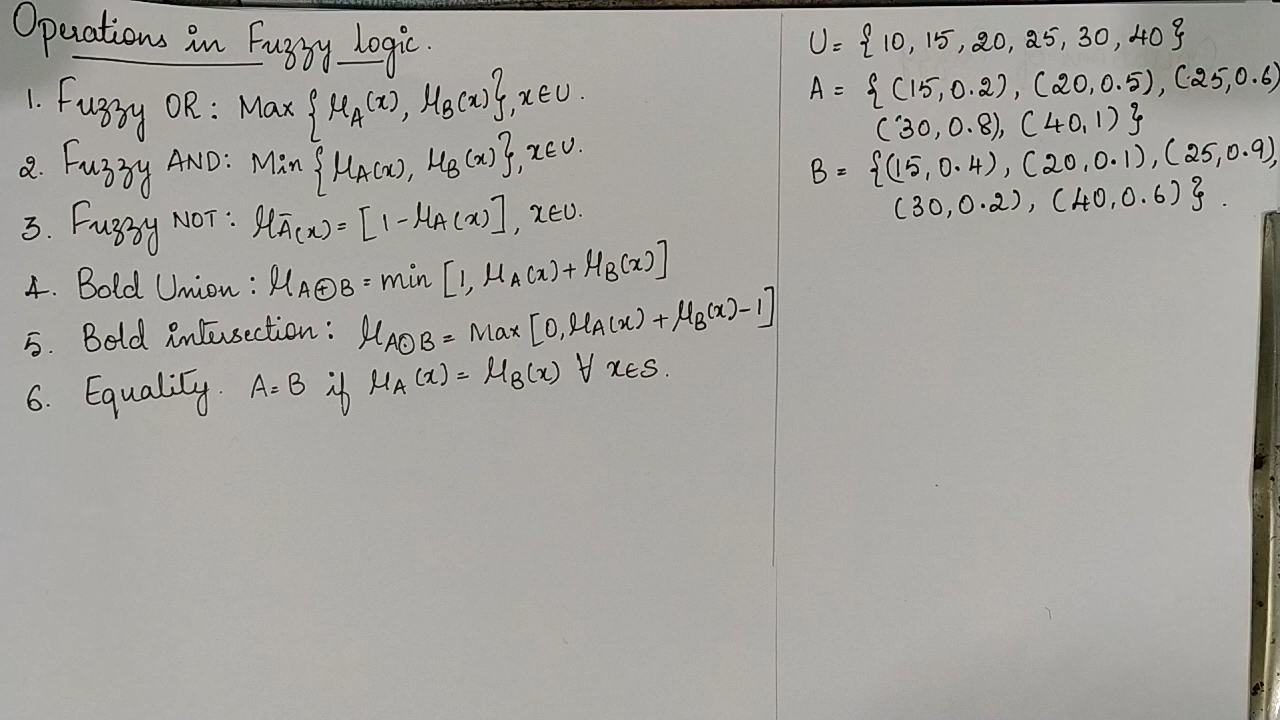 Operations in Fuzzy logic.
1. Fuzzy OR: Max { μA(x), μB(x)}, x∈U.
2. Fuzzy AND: Min { μA(x), μB(x)}, x∈U.
3. Fuzzy NOT: μĀ(x) = [1-μA(x)], x∈U.
4. Bold Union: μA⊕B = min [1, μA(x) + μB(x)]
5. Bold intersection: μA⊙B = Max [0, μA(x) + μB(x)-1]
6. Equality. A=B if μA(x) = μB(x) ∀ x∈S.
U = { 10, 15, 20, 25, 30, 40 }
A = { (15, 0.2), (20, 0.5), (25, 0.6)
(30, 0.8), (40, 1) }
B = {(15, 0.4), (20, 0.1), (25, 0.9),
(30, 0.2), (40, 0.6) }.